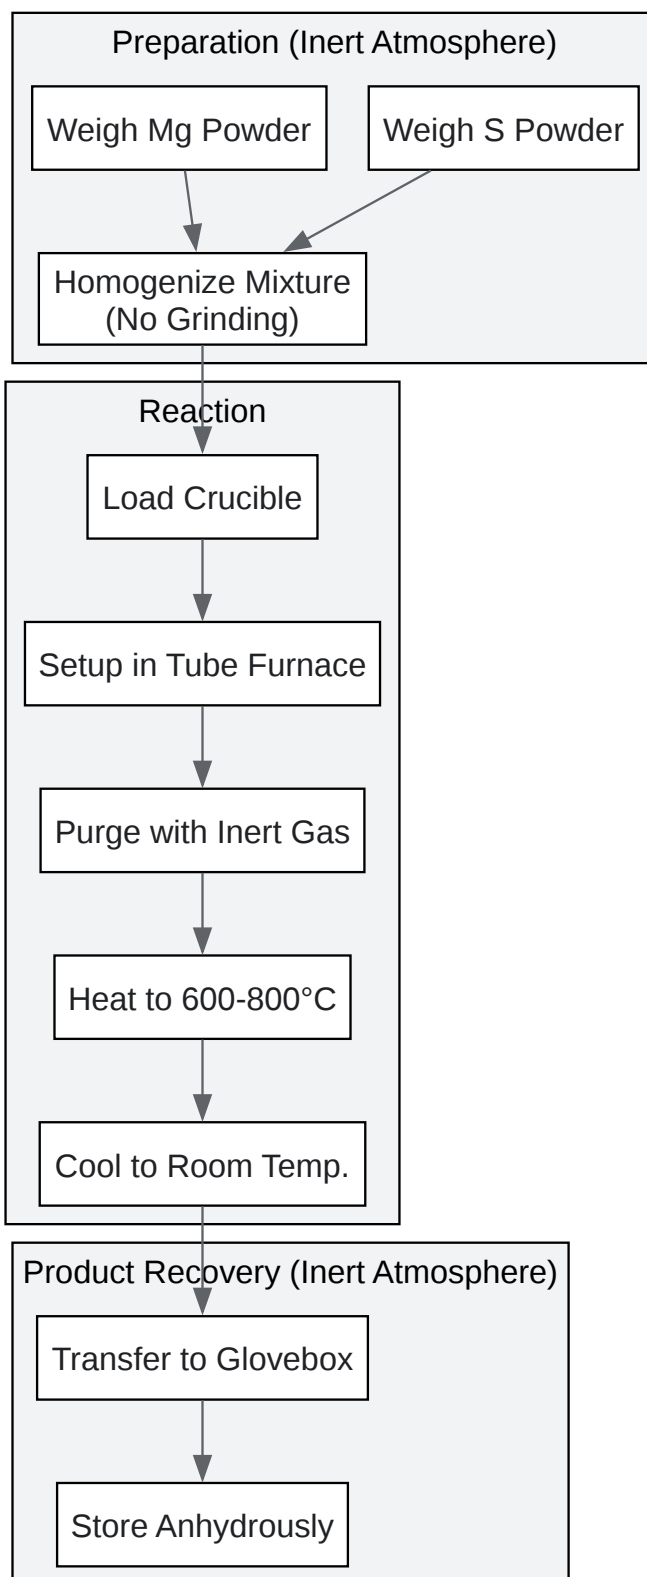 Preparation (Inert Atmosphere)
Weigh Mg Powder
Weigh S Powder
Homogenize Mixture
(No Grinding)
Reaction
Load Crucible
Setup in Tube Furnace
Purge with Inert Gas
Heat to 600-800°C
Cool to Room Temp.
Product Recovery (Inert Atmosphere)
Transfer to Glovebox
Store Anhydrously